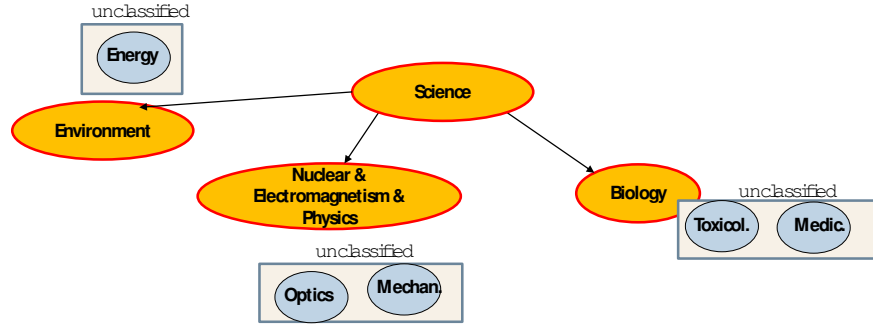 unclassified
Energy
Science
Environment
Nuclear &
Electromagnetism &
Physics
Biology
unclassified
Toxicol.
Medic.
unclassified
Optics
Mechan.